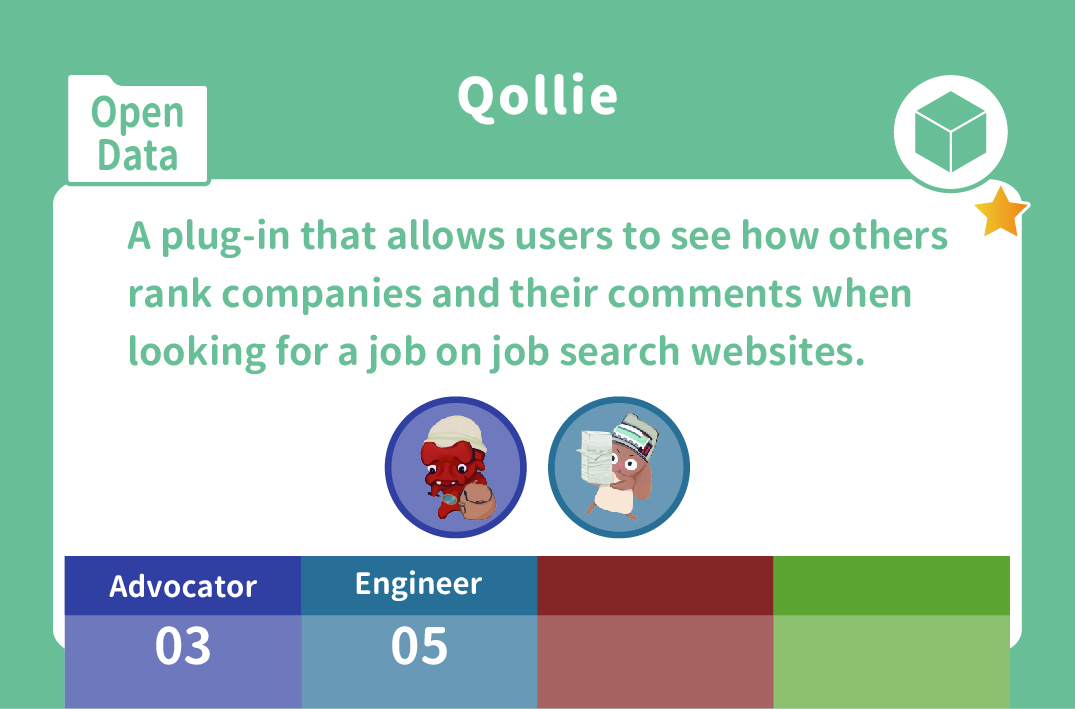 Qollie
Open
Data
A plug-in that allows users to see how others
rank companies and their comments when
looking for a job on job search websites.
Advocator
Engineer
03
05